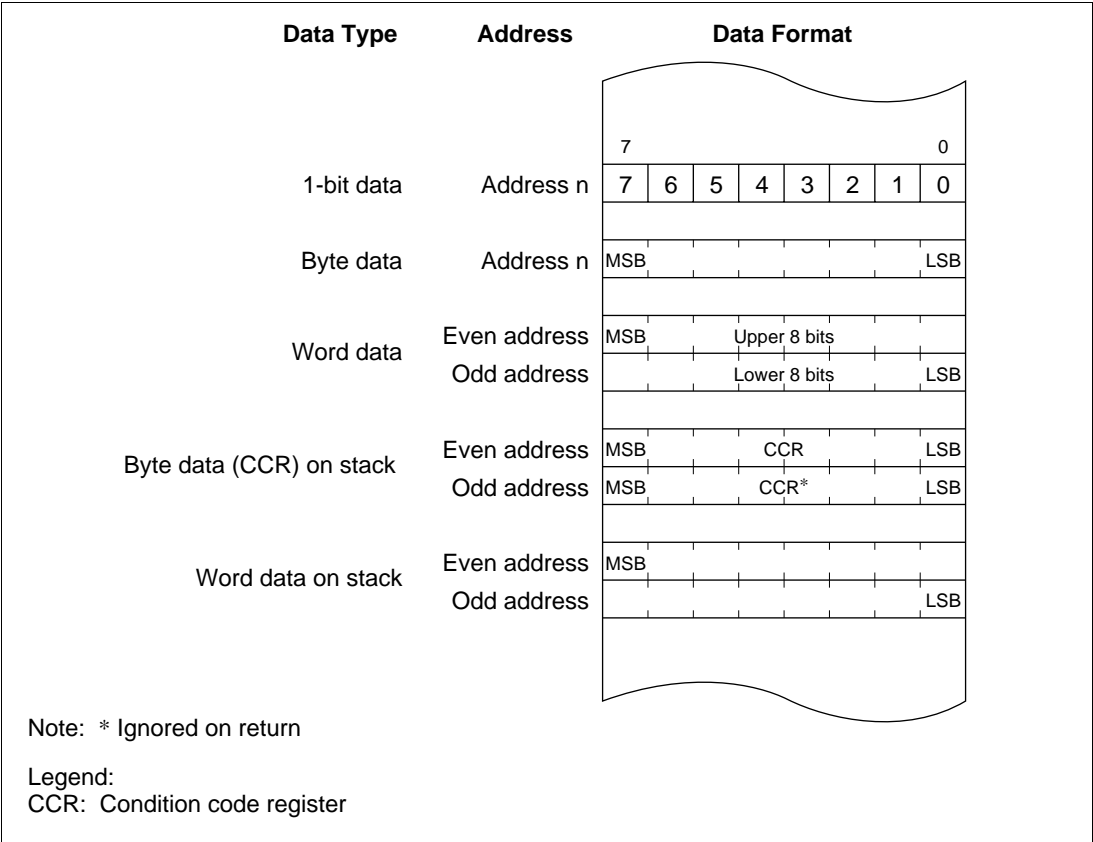 Data Type Address Data Format
7 0
1-bit data Address n 7 6 5 4 3 2 1 0
Byte data Address n MSB LSB
Word data
Even address MSB Upper 8 bits
Odd address Lower 8 bits LSB
Byte data (CCR) on stack
Even address MSB CCR LSB
Odd address MSB CCR* LSB
Word data on stack
Even address MSB
Odd address LSB
Note: * Ignored on return
Legend:
CCR: Condition code register